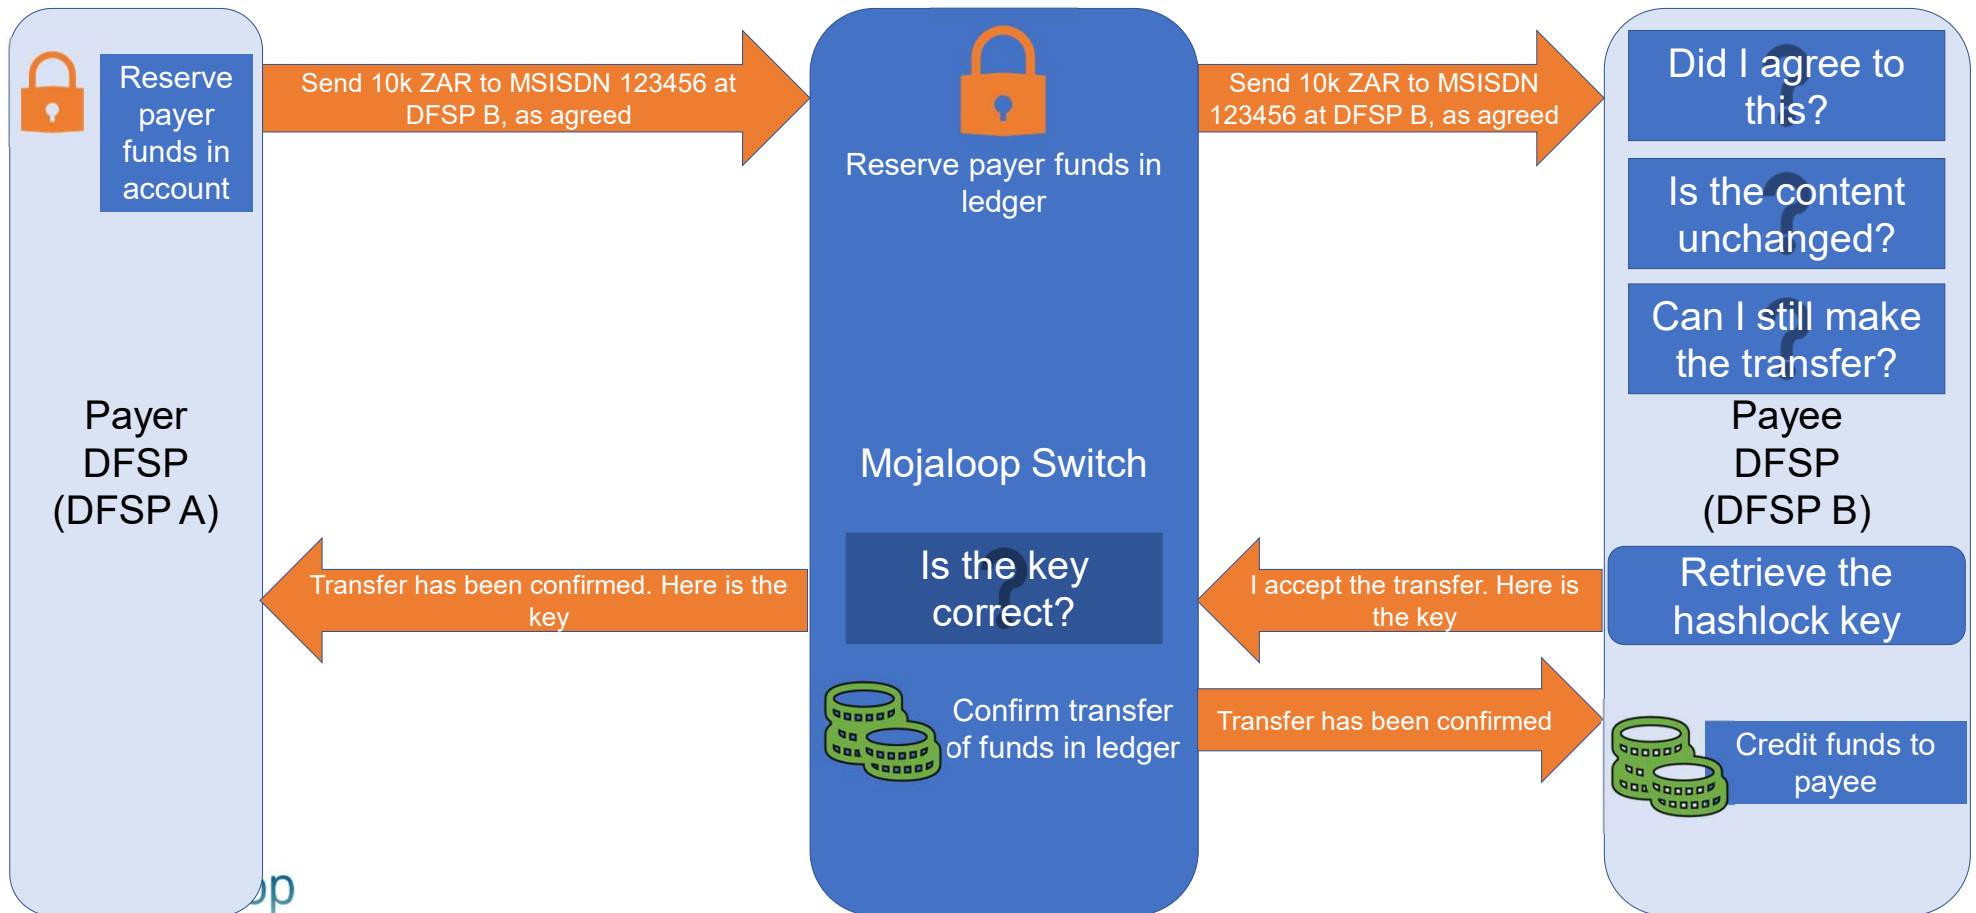 Reserve
payer
funds in
account
Send 10k ZAR to MSISDN 123456 at
DFSP B, as agreed
Reserve payer funds in
ledger
Send 10k ZAR to MSISDN
123456 at DFSP B, as agreed
Did I agree to
this?
Is the content
unchanged?
Can I still make
the transfer?
Payer
DFSP
(DFSP A)
Mojaloop Switch
Payee
DFSP
(DFSP B)
Transfer has been confirmed. Here is the
key
Is the key
correct?
I accept the transfer. Here is
the key
Retrieve the
hashlock key
Confirm transfer
of funds in ledger
Transfer has been confirmed
Credit funds to
payee